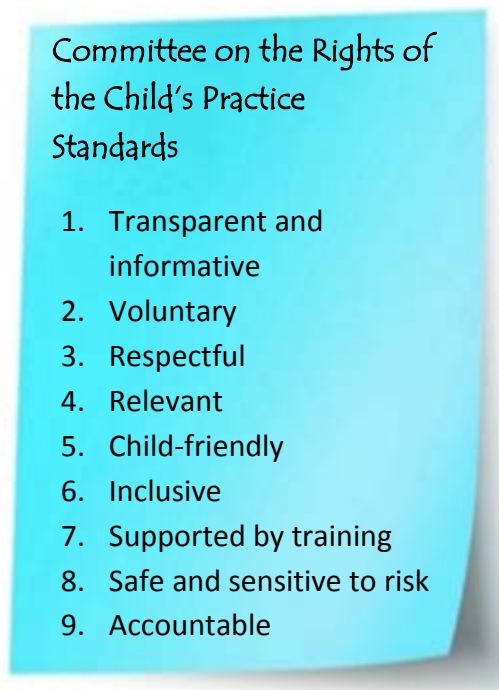 Committee on the Rights of
the Child's Practice
Standards
1. Transparent and
informative
2. Voluntary
3. Respectful
4. Relevant
5. Child-friendly
6. Inclusive
7. Supported by training
8. Safe and sensitive to risk
9. Accountable